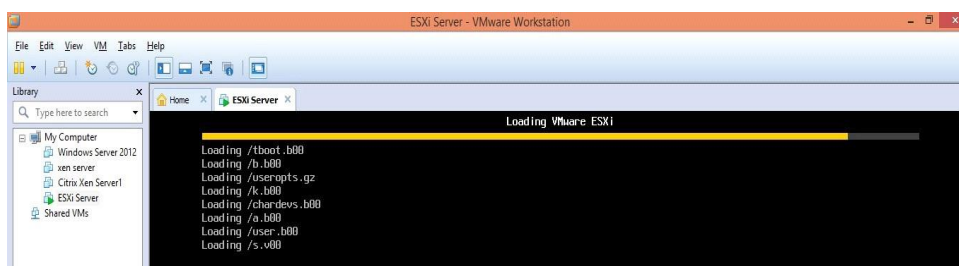 ESXi Server - VMware Workstation
File Edit View VM Tabs Help
Library
Type here to search
My Computer
Windows Server 2012
xen server
Citrix Xen Server1
ESXi Server
Shared VMs
Home
ESXi Server
Loading VMware ESXi
Loading /tboot.b00
Loading /b.b00
Loading /useropts.gz
Loading /k.b00
Loading /chardevs.b00
Loading /a.b00
Loading /user.b00
Loading /s.v00